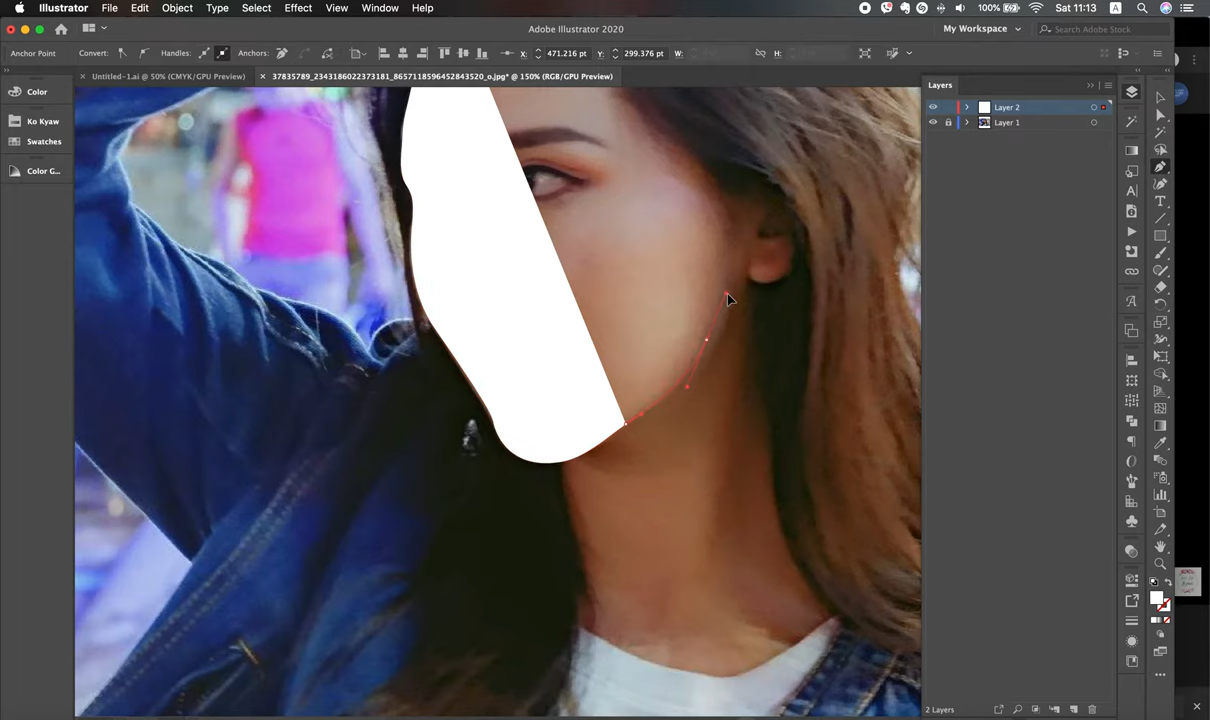 Illustrator File Edit Object Type Select Effect View Window Help 100% Sat 11:13 A
Adobe Illustrator 2020 My Workspace Search Adobe Stock
Anchor Point Convert: Handles: Anchors: X: 471.216 pt Y: 299.376 pt W: H:
Untitled-1.ai @ 50% (CMYK/GPU Preview) 37835789_2343186022373181_8657118596452843520_o.jpg* @ 150% (RGB/GPU Preview)
Layers
Color
Layer 2
Ko Kyaw
Layer 1
Swatches
Color G...
2 Layers